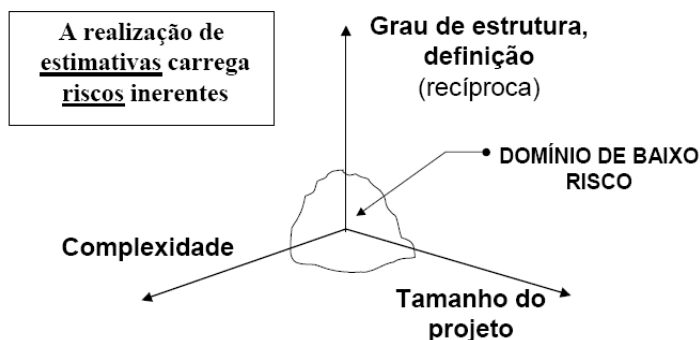 A realização de
estimativas carrega
riscos inerentes
Grau de estrutura,
definição
(recíproca)
DOMÍNIO DE BAIXO
RISCO
Complexidade
Tamanho do
projeto